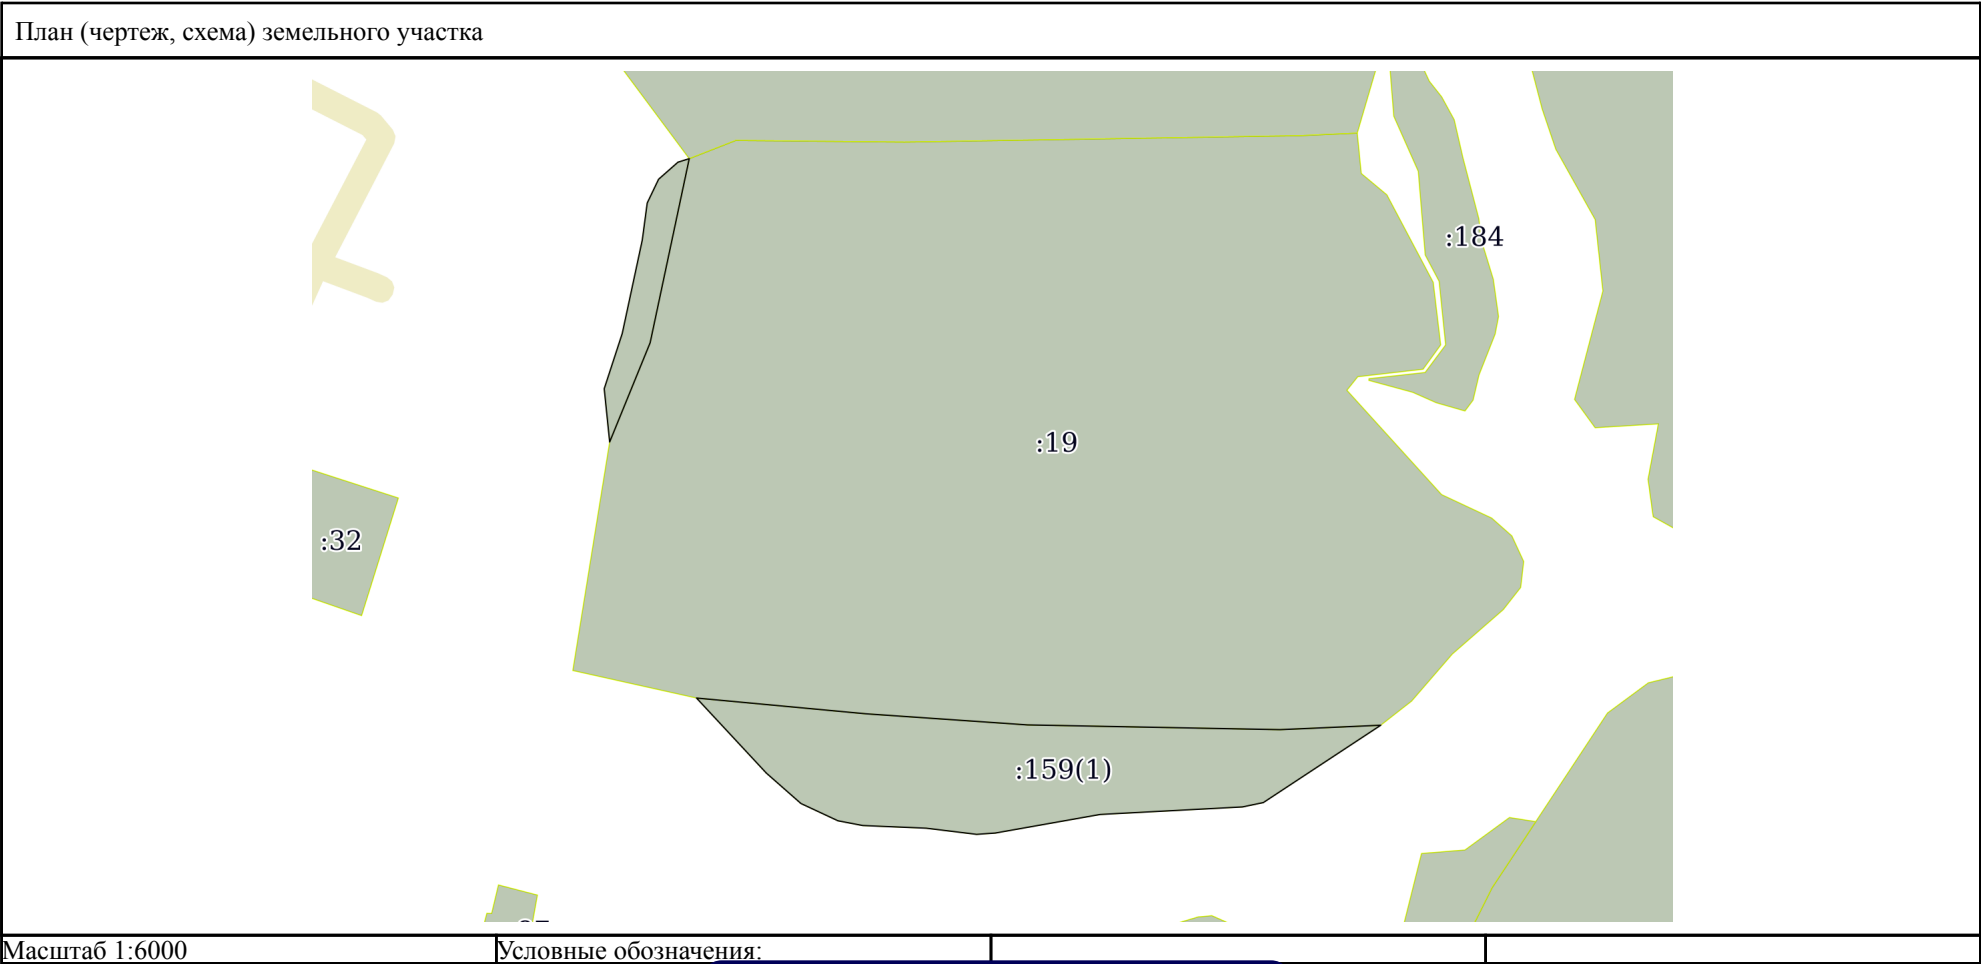 План (чертеж, схема) земельного участка
:184
:19
:32
:159(1)
Масштаб 1:6000
Условные обозначения: